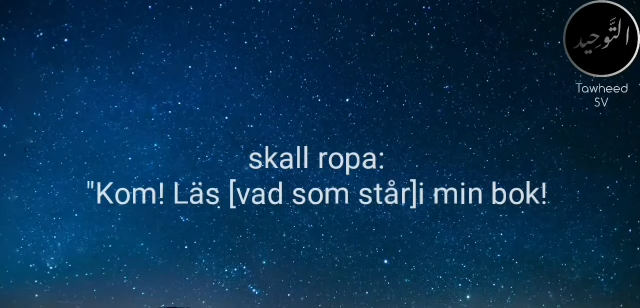 التَّوحِيد
Tawheed
SV
skall ropa:
"Kom! Läs [vad som står]i min bok!